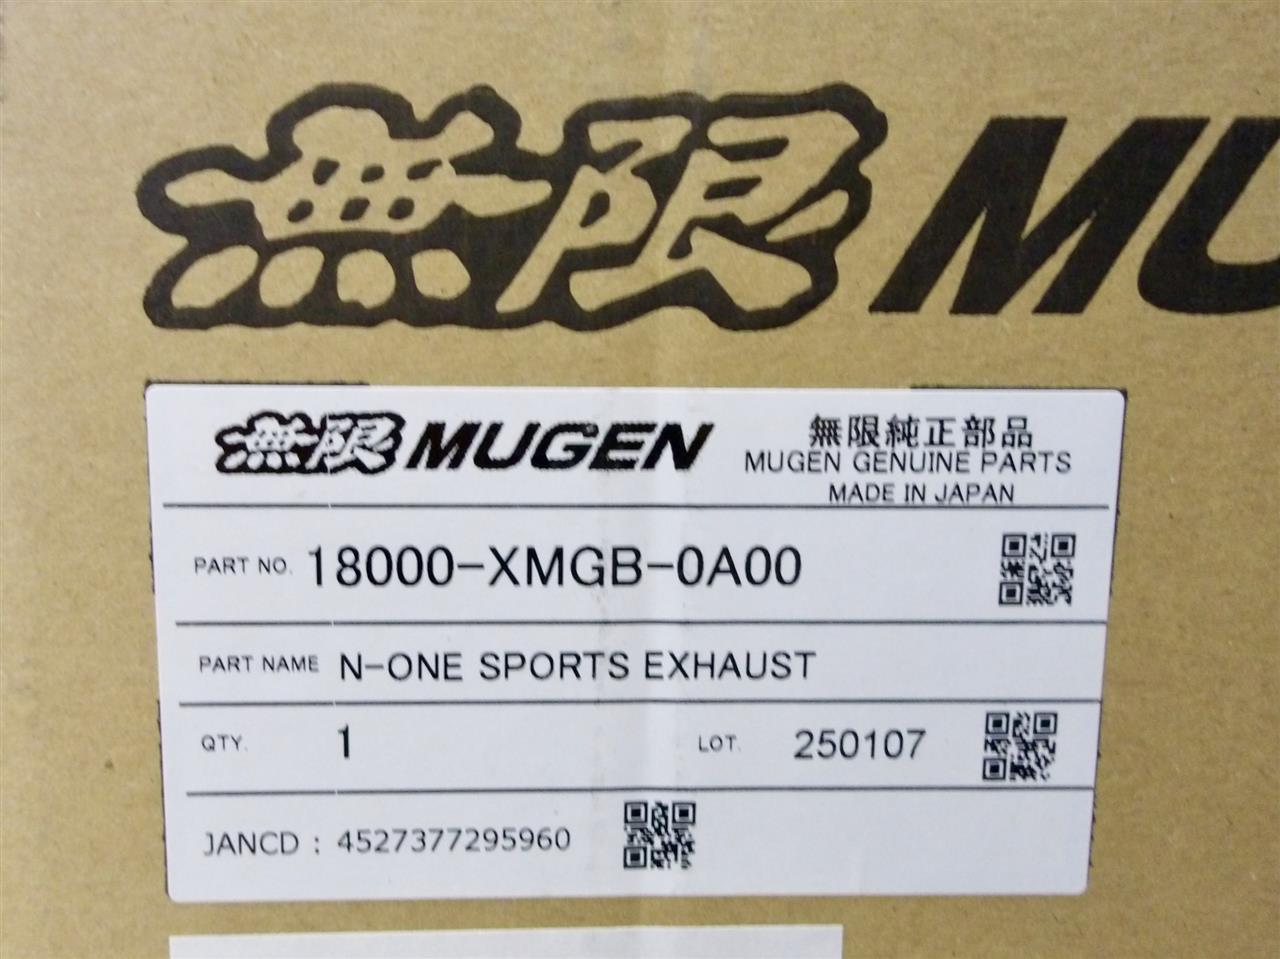 無限 MU
無限 MUGEN
無限純正部品
MUGEN GENUINE PARTS
MADE IN JAPAN
PART NO. 18000-XMGB-0A00
PART NAME N-ONE SPORTS EXHAUST
QTY. 1 LOT. 250107
JANCD : 4527377295960